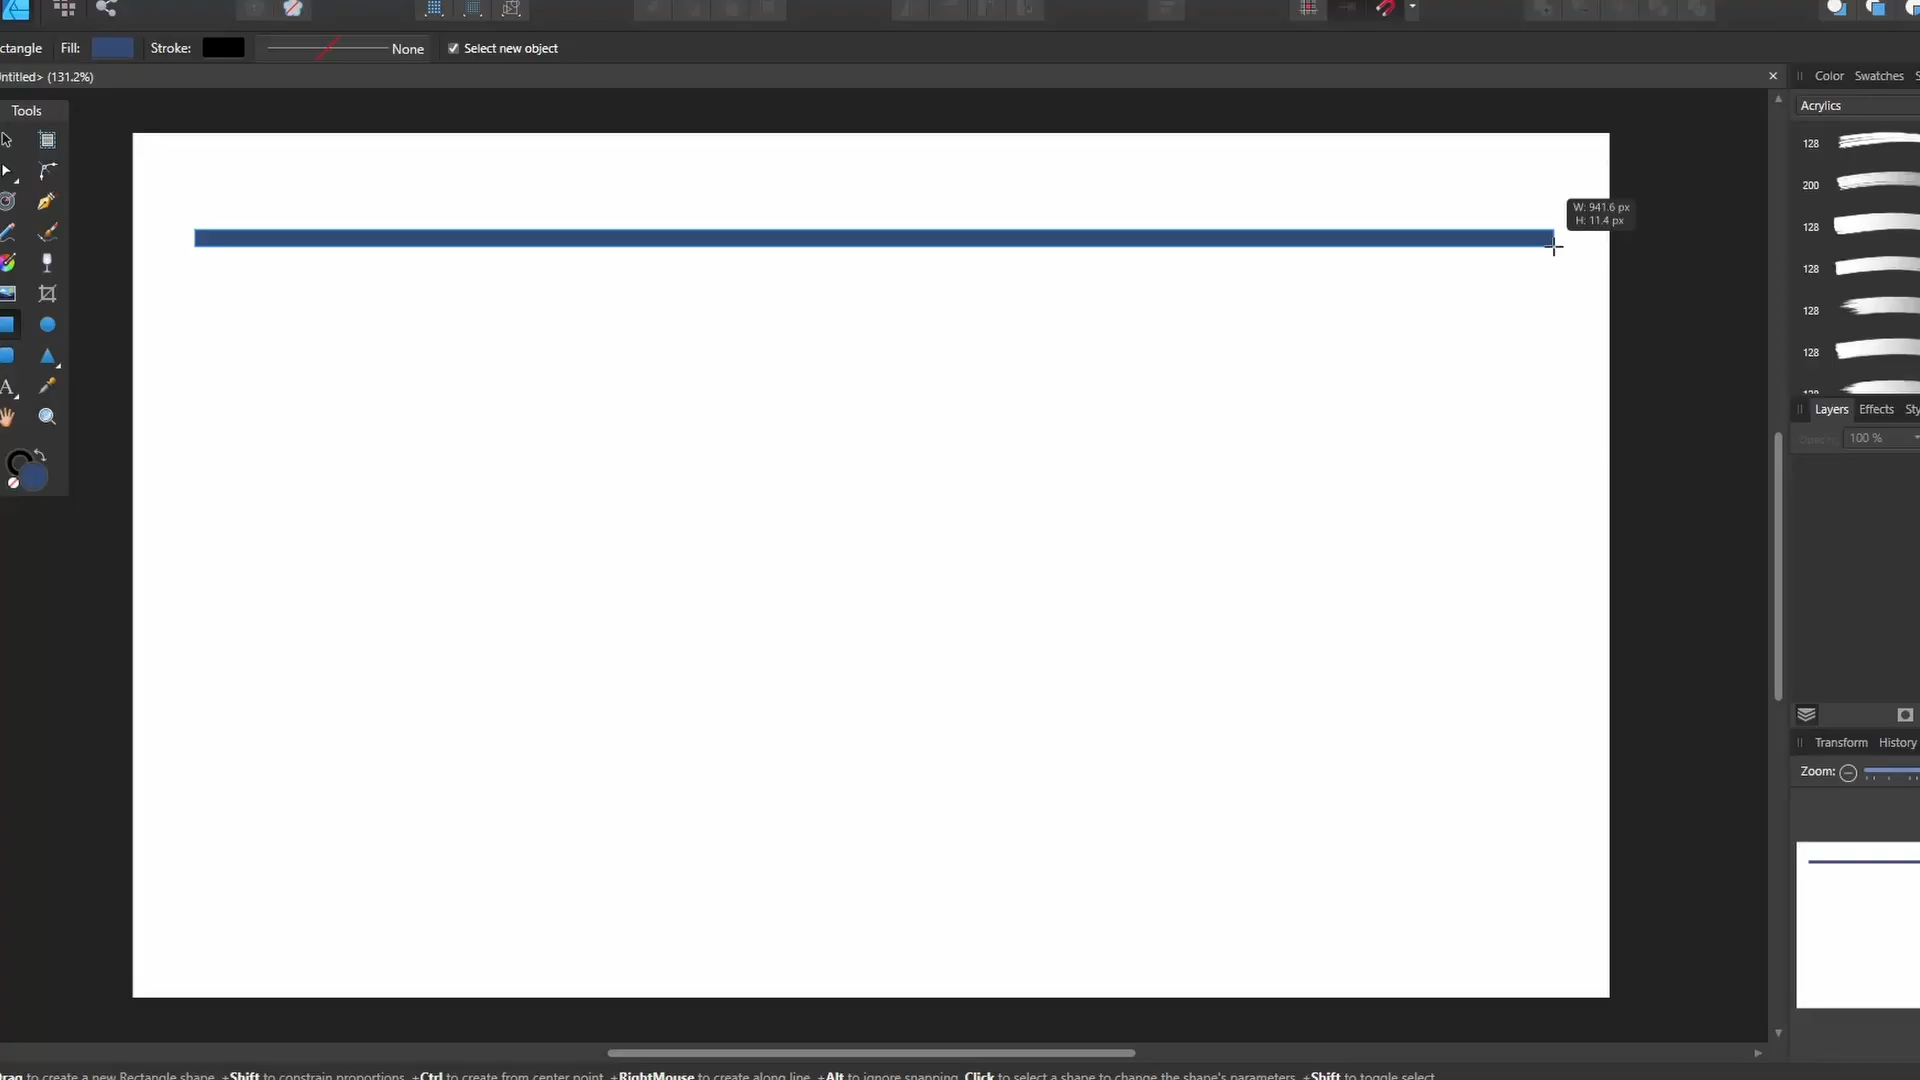 ctangle Fill: Stroke: None Select new object
ntitled> (131.2%)
Color Swatches S
Tools
Acrylics
128
200
W: 941.6 px
H: 11.4 px
128
128
128
128
Layers Effects Sty
100 %
Transform History
Zoom:
Drag to create a new Rectangle shape. +Shift to constrain proportions. +Ctrl to create from center point. +RightMouse to create along line. +Alt to ignore snapping. Click to select a shape to change the shape's parameters. +Shift to toggle select